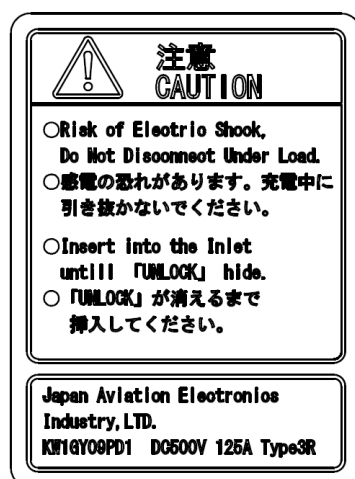 注意
CAUTION
○Risk of Electric Shock,
Do Not Disconnect Under Load.
○感電の恐れがあります。充電中に
引き抜かないでください。
○Insert into the Inlet
untill 「UNLOCK」 hide.
○「UNLOCK」が消えるまで
挿入してください。
Japan Aviation Electronics
Industry, LTD.
KW1GY09PD1 DC500V 125A Type3R